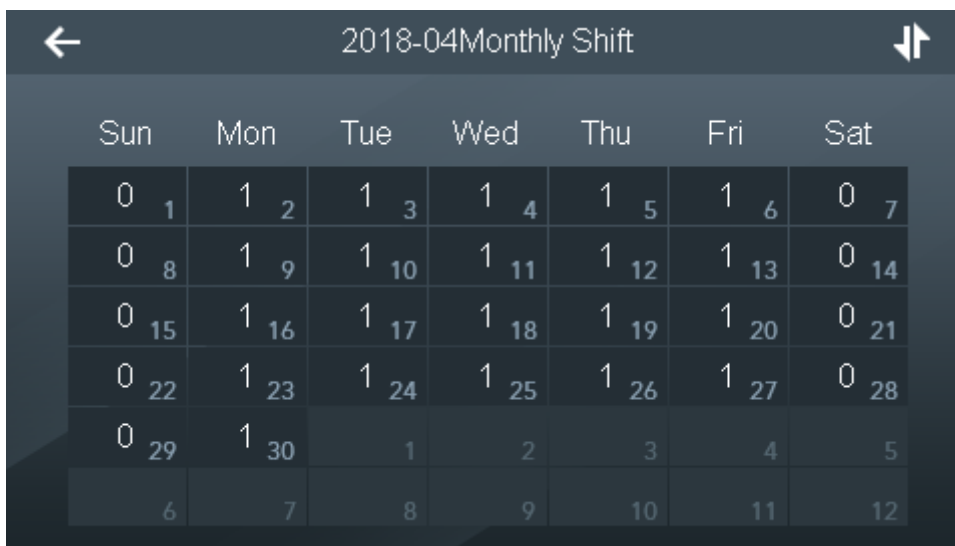 2018-04Monthly Shift
Sun Mon Tue Wed Thu Fri Sat
0 1 1 2 1 3 1 4 1 5 1 6 0 7
0 8 1 9 1 10 1 11 1 12 1 13 0 14
0 15 1 16 1 17 1 18 1 19 1 20 0 21
0 22 1 23 1 24 1 25 1 26 1 27 0 28
0 29 1 30 1 2 3 4 5
6 7 8 9 10 11 12